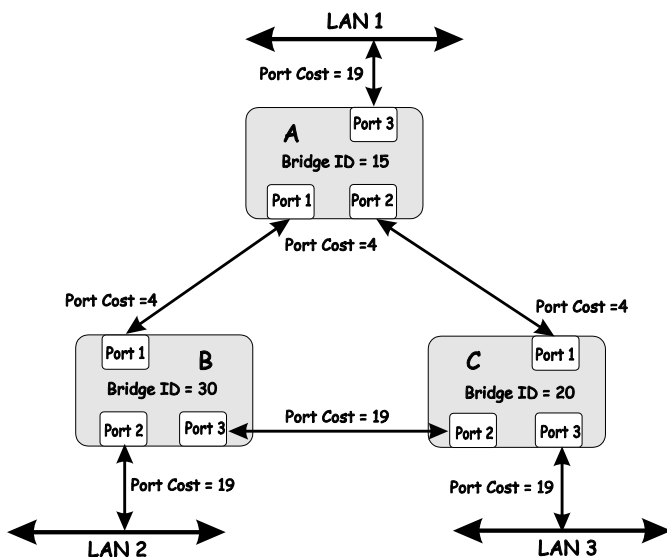 LAN 1
Port Cost = 19
Port 3
A
Bridge ID = 15
Port 1
Port 2
Port Cost =4
Port Cost =4
Port Cost =4
Port 1
B
Bridge ID = 30
Port 2
Port 3
Port Cost = 19
C
Port 1
Bridge ID = 20
Port 2
Port 3
Port Cost = 19
Port Cost = 19
LAN 2
LAN 3